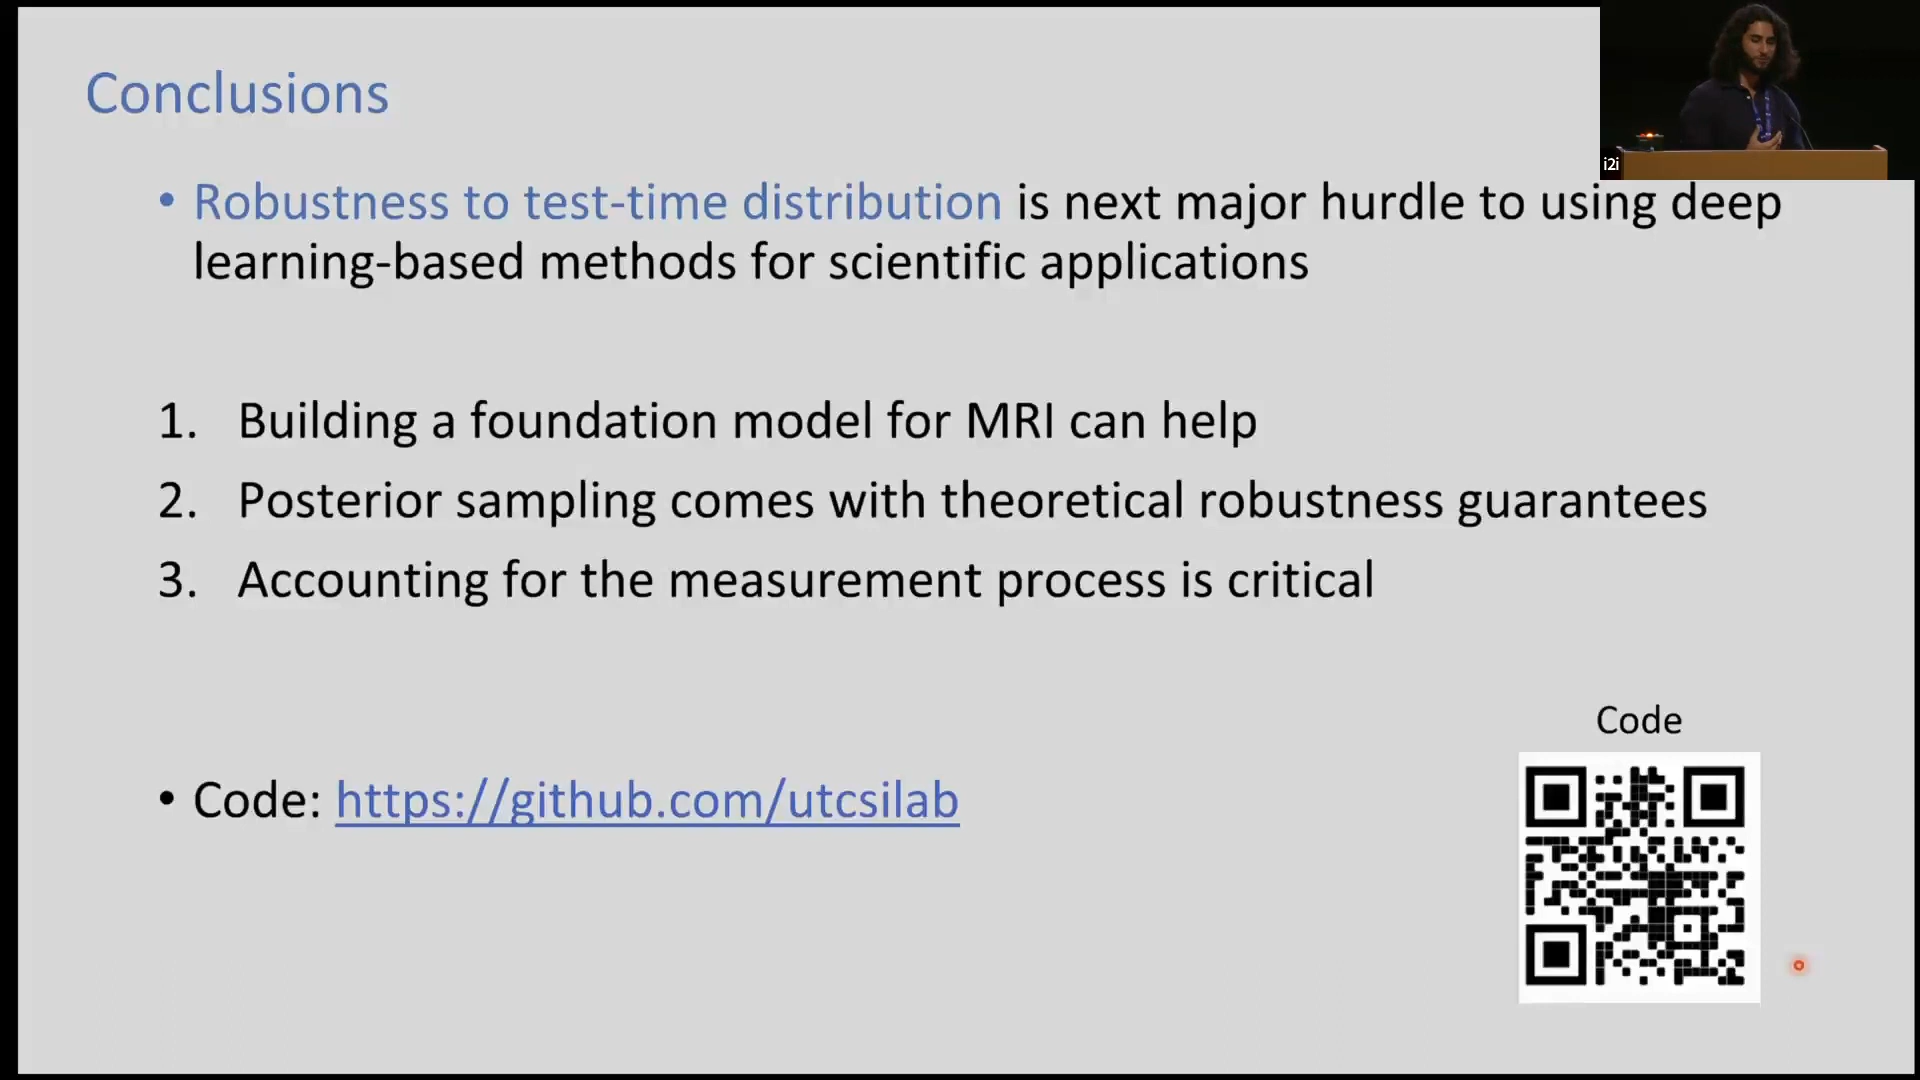 Conclusions
i2i
• Robustness to test-time distribution is next major hurdle to using deep
learning-based methods for scientific applications
1. Building a foundation model for MRI can help
2. Posterior sampling comes with theoretical robustness guarantees
3. Accounting for the measurement process is critical
Code
• Code: https://github.com/utcsilab